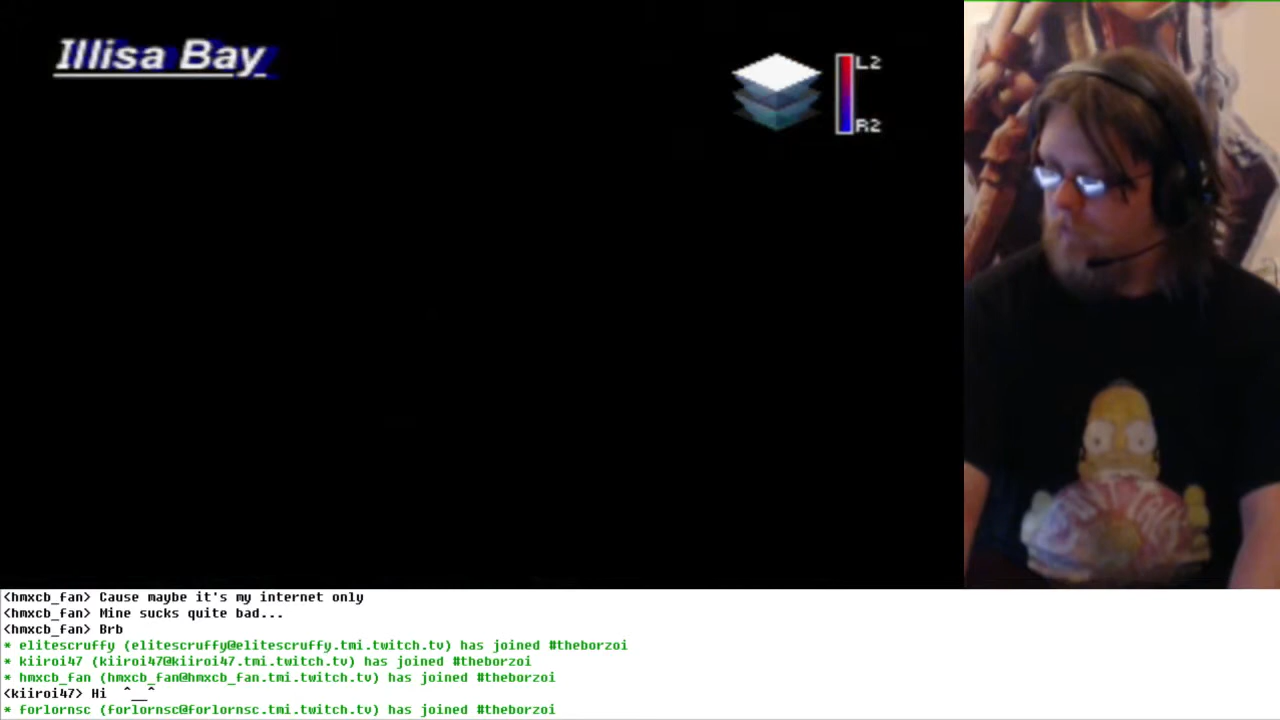 Illisa Bay
L2
R2
<hmxcb_fan> Cause maybe it's my internet only
<hmxcb_fan> Mine sucks quite bad...
<hmxcb_fan> Brb
* elitescruffy (elitescruffy@elitescruffy.tmi.twitch.tv) has joined #theborzoi
* kiiroi47 (kiiroi47@kiiroi47.tmi.twitch.tv) has joined #theborzoi
* hmxcb_fan (hmxcb_fan@hmxcb_fan.tmi.twitch.tv) has joined #theborzoi
<kiiroi47> Hi ^__^
* forlornsc (forlornsc@forlornsc.tmi.twitch.tv) has joined #theborzoi